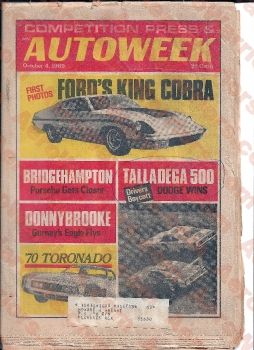 COMPETITION PRESS &
AUTOWEEK
October 4, 1969
FIRST PHOTOS
FORD'S KING COBRA
BRIDGEHAMPTON
Porsche Gets Closer
TALLADEGA 500
Drivers Boycott
DODGE WINS
DONNYBROOKE
Gurney's Eagle Flys
70 TORONADO